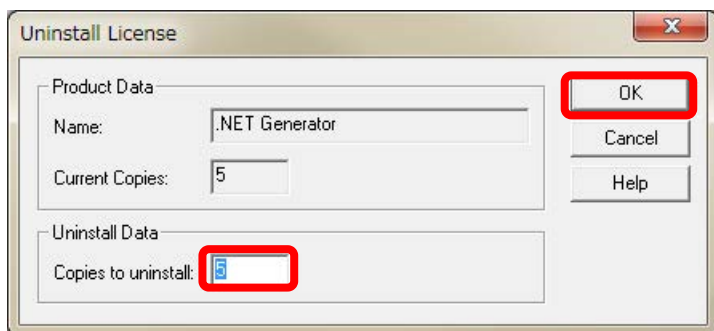 Uninstall License
Product Data
OK
Name: .NET Generator
Cancel
Current Copies: 5
Help
Uninstall Data
Copies to uninstall: 5